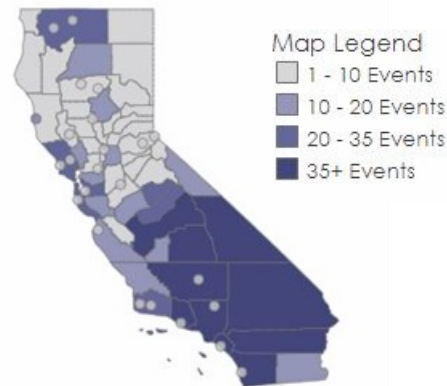 Map Legend
1 - 10 Events
10 - 20 Events
20 - 35 Events
35+ Events